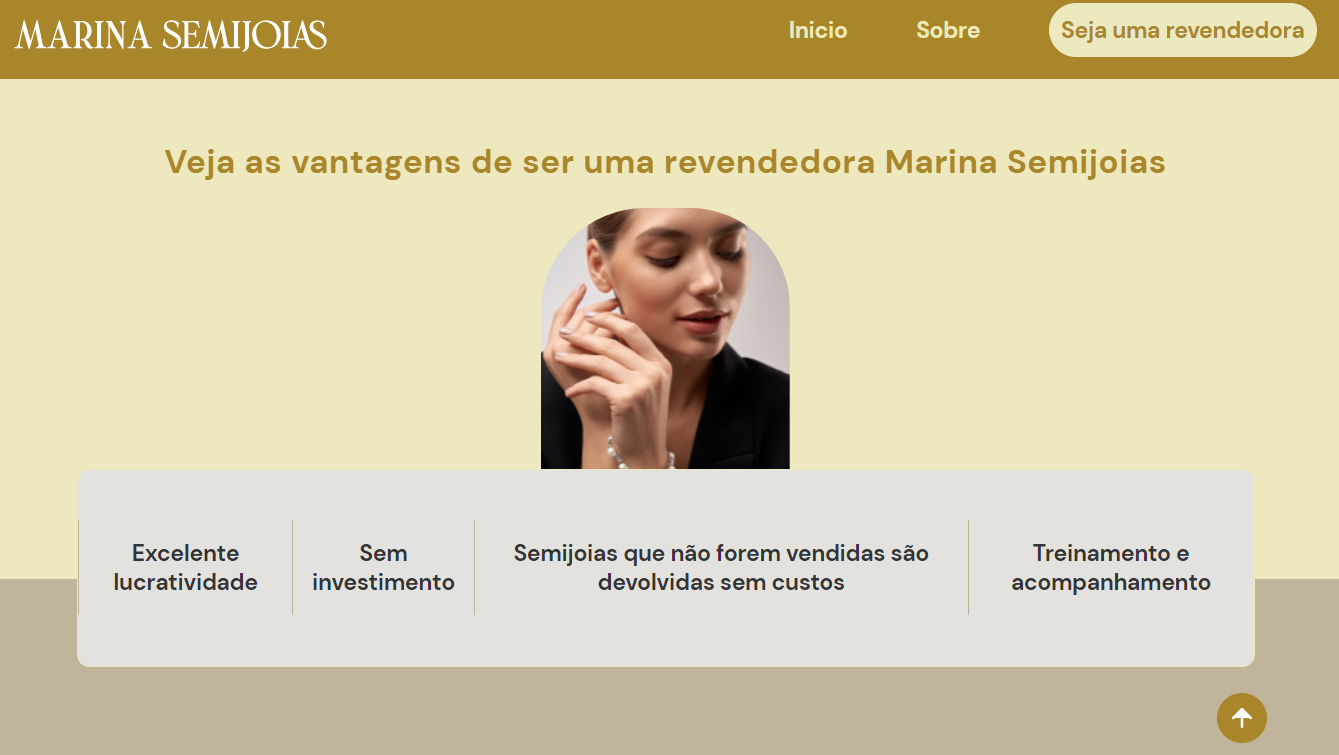 MARINA SEMIJOIAS
Inicio
Sobre
Seja uma revendedora
Veja as vantagens de ser uma revendedora Marina Semijoias
Excelente
lucratividade
Sem
investimento
Semijoias que não forem vendidas são
devolvidas sem custos
Treinamento e
acompanhamento